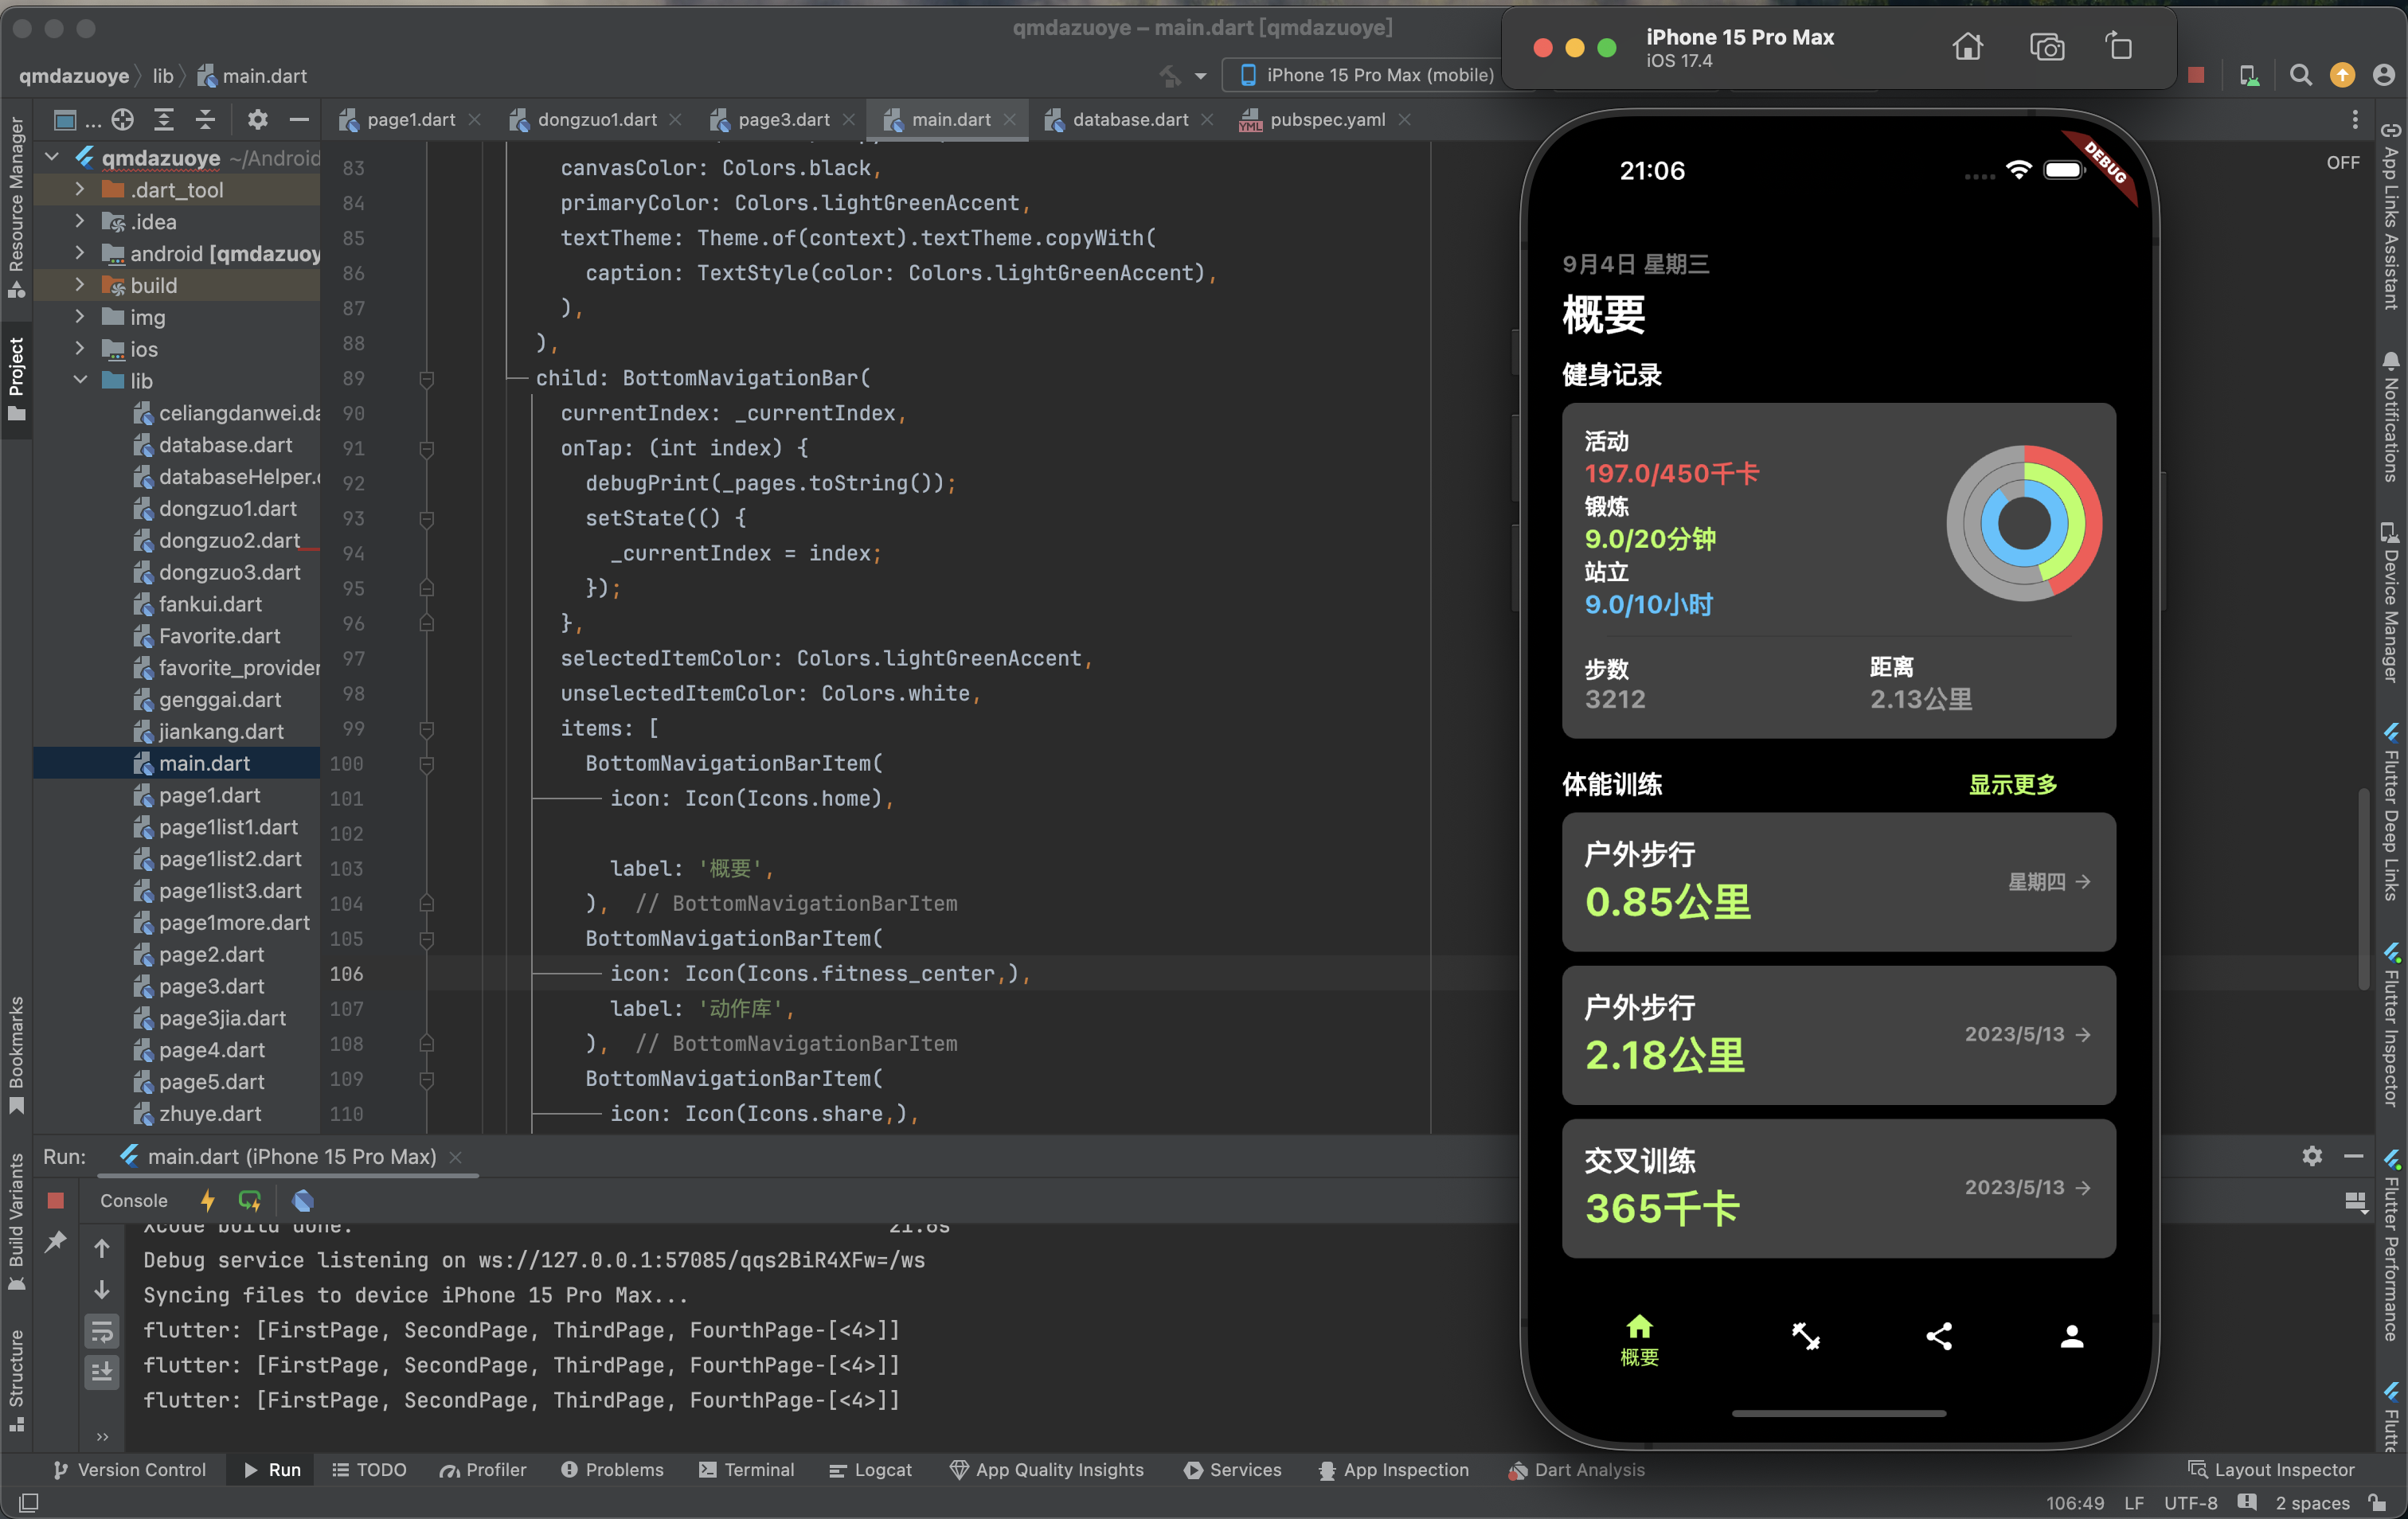 qmdazuoye – main.dart [qmdazuoye]
qmdazuoye
lib
main.dart
iPhone 15 Pro Max (mobile)
iPhone 15 Pro Max
iOS 17.4
...
page1.dart
dongzuo1.dart
page3.dart
main.dart
database.dart
pubspec.yaml
Resource Manager
Project
Bookmarks
Build Variants
Structure
qmdazuoye ~/Android
.dart_tool
.idea
android [qmdazuoy
build
img
ios
lib
celiangdanwei.da
database.dart
databaseHelper.d
dongzuo1.dart
dongzuo2.dart
dongzuo3.dart
fankui.dart
Favorite.dart
favorite_provider
genggai.dart
jiankang.dart
main.dart
page1.dart
page1list1.dart
page1list2.dart
page1list3.dart
page1more.dart
page2.dart
page3.dart
page3jia.dart
page4.dart
page5.dart
zhuye.dart
83 canvasColor: Colors.black,
84 primaryColor: Colors.lightGreenAccent,
85 textTheme: Theme.of(context).textTheme.copyWith(
86 caption: TextStyle(color: Colors.lightGreenAccent),
87 ),
88 ),
89 child: BottomNavigationBar(
90 currentIndex: _currentIndex,
91 onTap: (int index) {
92 debugPrint(_pages.toString());
93 setState(() {
94 _currentIndex = index;
95 });
96 },
97 selectedItemColor: Colors.lightGreenAccent,
98 unselectedItemColor: Colors.white,
99 items: [
100 BottomNavigationBarItem(
101 icon: Icon(Icons.home),
102
103 label: '概要',
104 ), // BottomNavigationBarItem
105 BottomNavigationBarItem(
106 icon: Icon(Icons.fitness_center,),
107 label: '动作库',
108 ), // BottomNavigationBarItem
109 BottomNavigationBarItem(
110 icon: Icon(Icons.share,),
OFF
21:06
DEBUG
9月4日 星期三
概要
健身记录
活动
197.0/450千卡
锻炼
9.0/20分钟
站立
9.0/10小时
步数
3212
距离
2.13公里
体能训练
显示更多
户外步行
0.85公里
星期四
户外步行
2.18公里
2023/5/13
交叉训练
365千卡
2023/5/13
概要
App Links Assistant
Notifications
Device Manager
Flutter Deep Links
Flutter Inspector
Flutter Performance
Flutte
Run:
main.dart (iPhone 15 Pro Max)
Console
Xcode build done. 21.8s
Debug service listening on ws://127.0.0.1:57085/qqs2BiR4XFw=/ws
Syncing files to device iPhone 15 Pro Max...
flutter: [FirstPage, SecondPage, ThirdPage, FourthPage-[<4>]]
flutter: [FirstPage, SecondPage, ThirdPage, FourthPage-[<4>]]
flutter: [FirstPage, SecondPage, ThirdPage, FourthPage-[<4>]]
Version Control
Run
TODO
Profiler
Problems
Terminal
Logcat
App Quality Insights
Services
App Inspection
Dart Analysis
Layout Inspector
106:49
LF
UTF-8
2 spaces